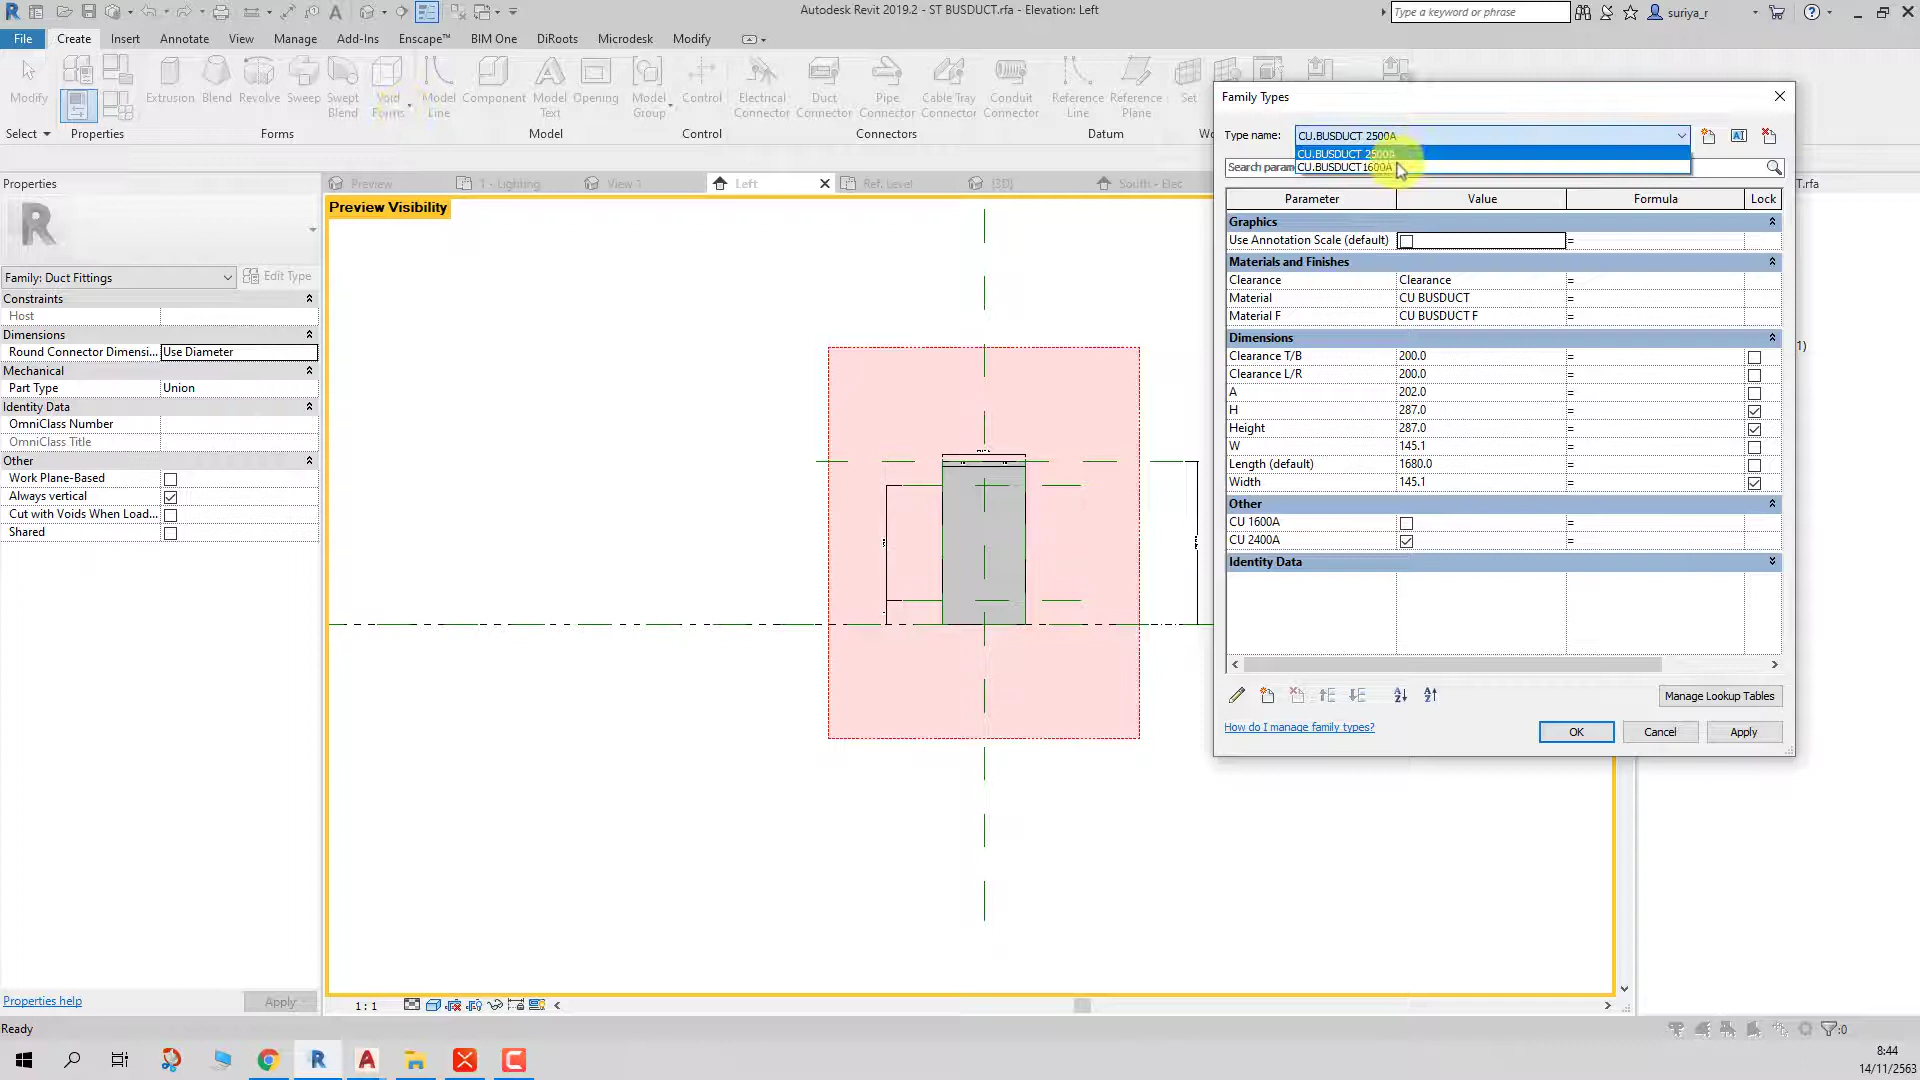 Autodesk Revit 2019.2 - ST BUSDUCT.rfa - Elevation: Left
Type a keyword or phrase
suriya_r
File Create Insert Annotate View Manage Add-Ins Enscape™ BIM One DiRoots Microdesk Modify
Modify
Extrusion Blend Revolve Sweep Swept Blend Void Forms Model Line Component Model Text Opening Model Group Control Electrical Connector Duct Connector Pipe Connector Cable Tray Connector Conduit Connector Reference Line Reference Plane Set
Select Properties Forms Model Control Connectors Datum
Properties
Preview 1 - Lighting View 1 Left Ref. Level {3D} South - Elec
T.rfa
Family: Duct Fittings Edit Type
Constraints
Host
Dimensions
Round Connector Dimensi... Use Diameter
Mechanical
Part Type Union
Identity Data
OmniClass Number
OmniClass Title
Other
Work Plane-Based
Always vertical
Cut with Voids When Load...
Shared
Properties help Apply
Preview Visibility
Family Types
Type name: CU.BUSDUCT 2500A
CU.BUSDUCT 2500A
Search param
CU.BUSDUCT1600A
Parameter Value Formula Lock
Graphics
Use Annotation Scale (default) =
Materials and Finishes
Clearance Clearance =
Material CU BUSDUCT =
Material F CU BUSDUCT F =
Dimensions
Clearance T/B 200.0 =
Clearance L/R 200.0 =
A 202.0 =
H 287.0 =
Height 287.0 =
W 145.1 =
Length (default) 1680.0 =
Width 145.1 =
Other
CU 1600A =
CU 2400A =
Identity Data
Manage Lookup Tables
How do I manage family types?
OK Cancel Apply
1)
1 : 1
Ready
:0
8:44
14/11/2563